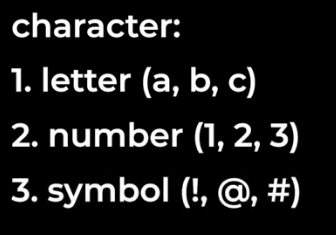 character:
1. letter (a, b, c)
2. number (1, 2, 3)
3. symbol (!, @, #)